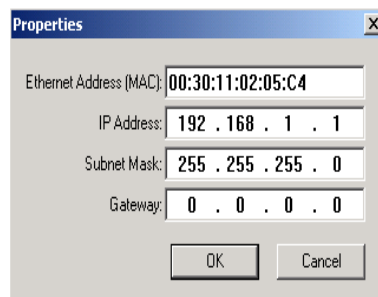 Properties X
Ethernet Address (MAC): 00:30:11:02:05:C4
IP Address: 192 . 168 . 1 . 1
Subnet Mask: 255 . 255 . 255 . 0
Gateway: 0 . 0 . 0 . 0
OK Cancel